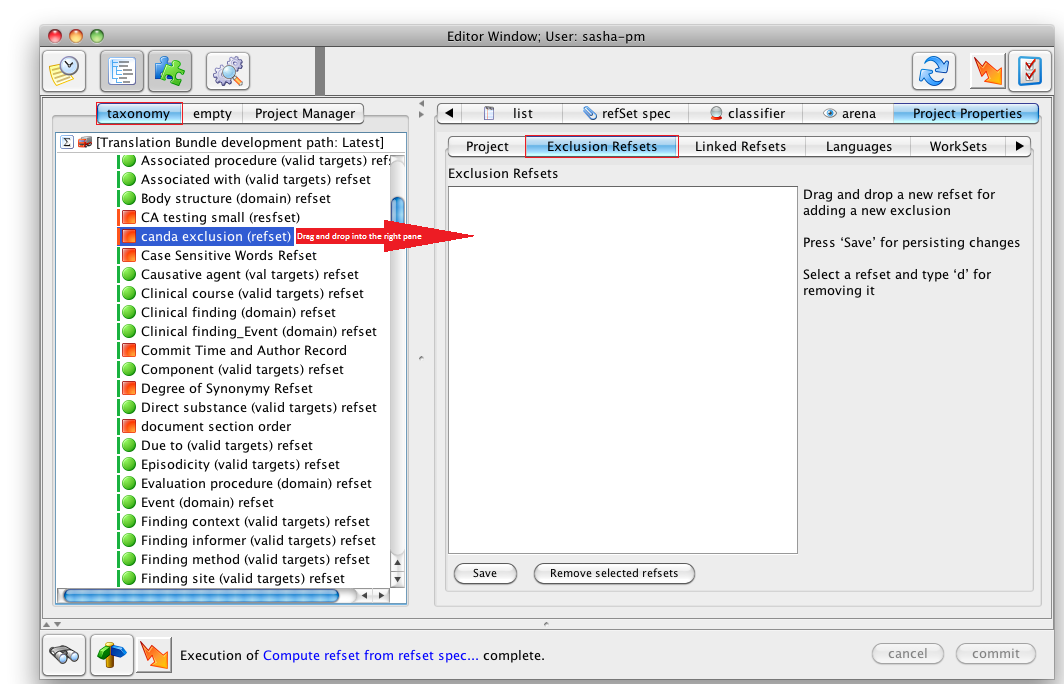 Editor Window; User: sasha-pm
taxonomy
empty
Project Manager
list
refSet spec
classifier
arena
Project Properties
Σ
[Translation Bundle development path: Latest]
Associated procedure (valid targets) refs
Associated with (valid targets) refset
Body structure (domain) refset
CA testing small (resfset)
canda exclusion (refset)
Drag and drop into the right pane
Case Sensitive Words Refset
Causative agent (val targets) refset
Clinical course (valid targets) refset
Clinical finding (domain) refset
Clinical finding_Event (domain) refset
Commit Time and Author Record
Component (valid targets) refset
Degree of Synonymy Refset
Direct substance (valid targets) refset
document section order
Due to (valid targets) refset
Episodicity (valid targets) refset
Evaluation procedure (domain) refset
Event (domain) refset
Finding context (valid targets) refset
Finding informer (valid targets) refset
Finding method (valid targets) refset
Finding site (valid targets) refset
Project
Exclusion Refsets
Linked Refsets
Languages
WorkSets
Exclusion Refsets
Drag and drop a new refset for
adding a new exclusion
Press ‘Save’ for persisting changes
Select a refset and type ‘d’ for
removing it
Save
Remove selected refsets
Execution of Compute refset from refset spec... complete.
cancel
commit